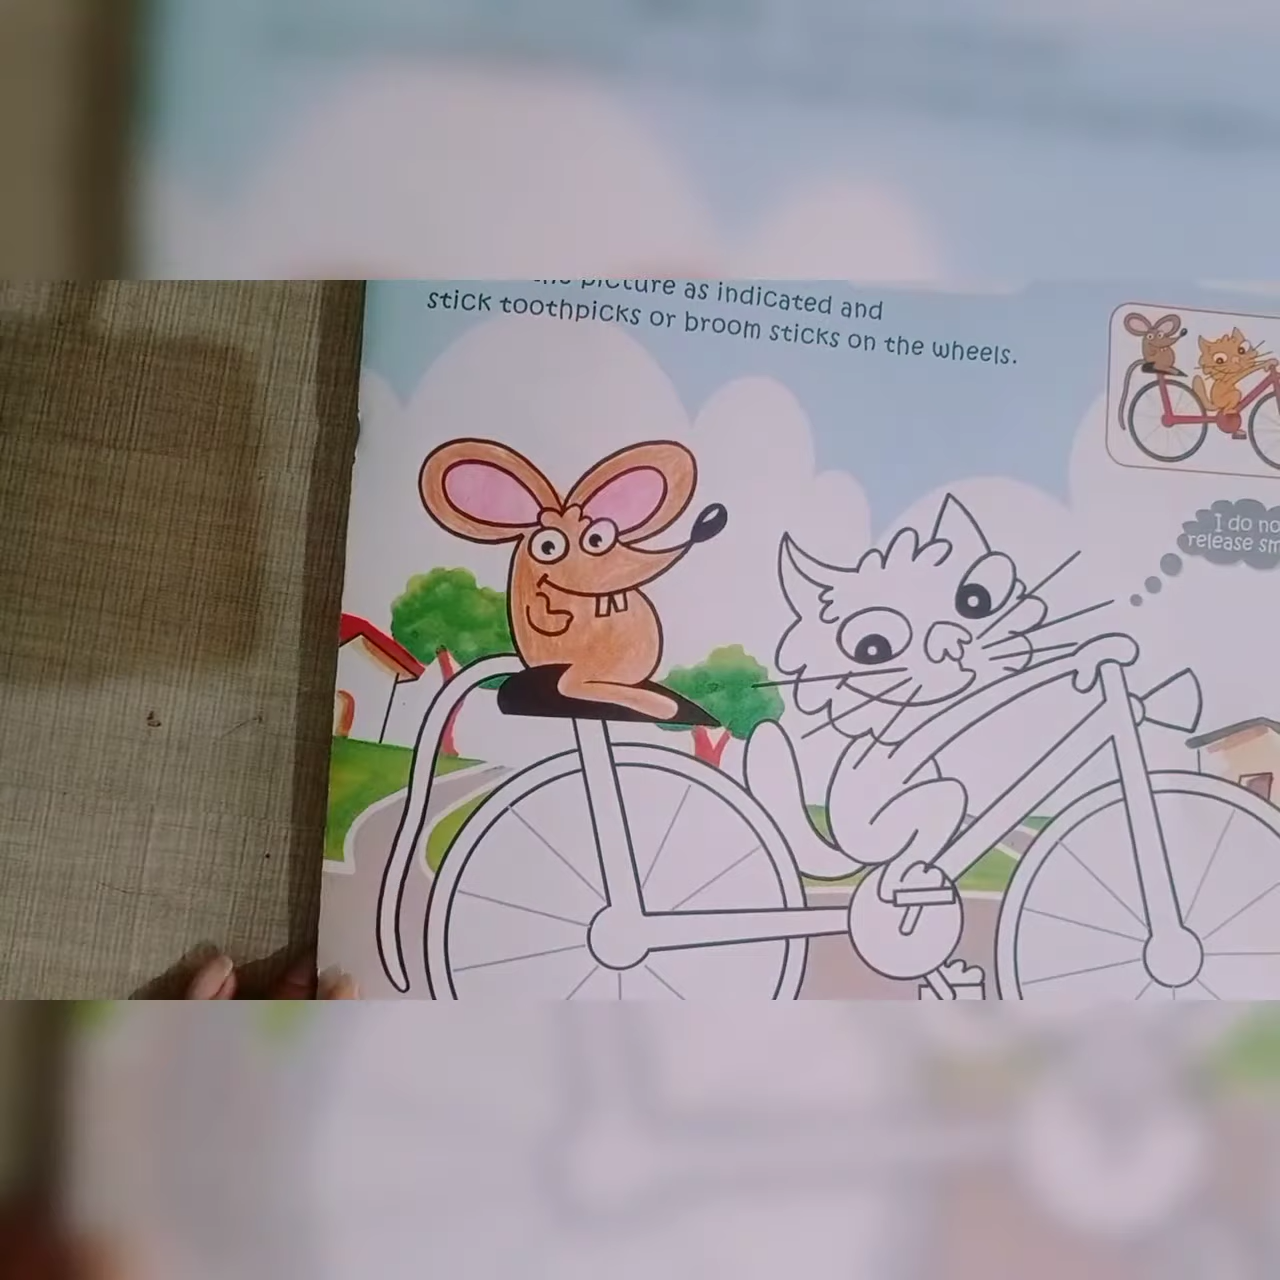 picture as indicated and
stick toothpicks or broom sticks on the wheels.
I do no
release sm